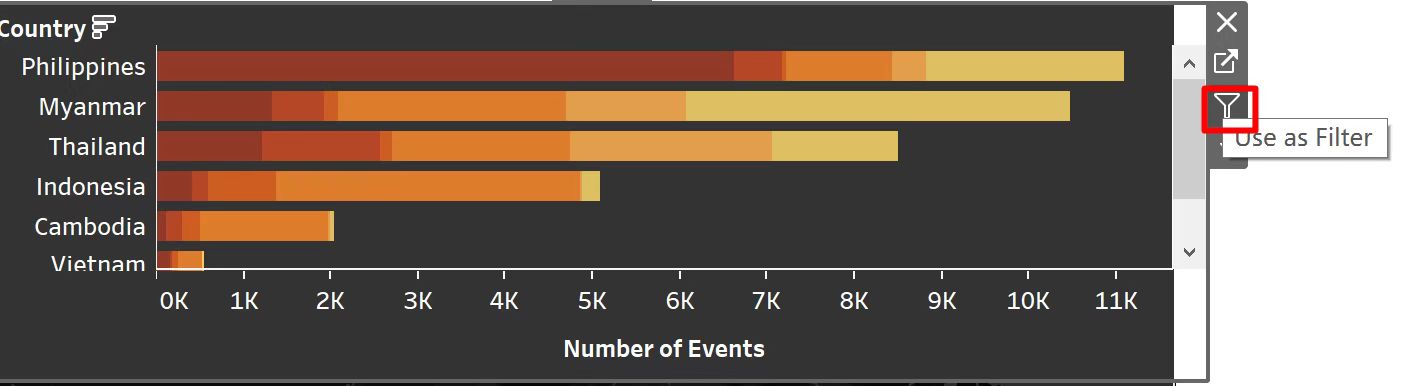 Country
Philippines
Myanmar
Thailand
Indonesia
Cambodia
Vietnam
0K 1K 2K 3K 4K 5K 6K 7K 8K 9K 10K 11K
Number of Events
Use as Filter